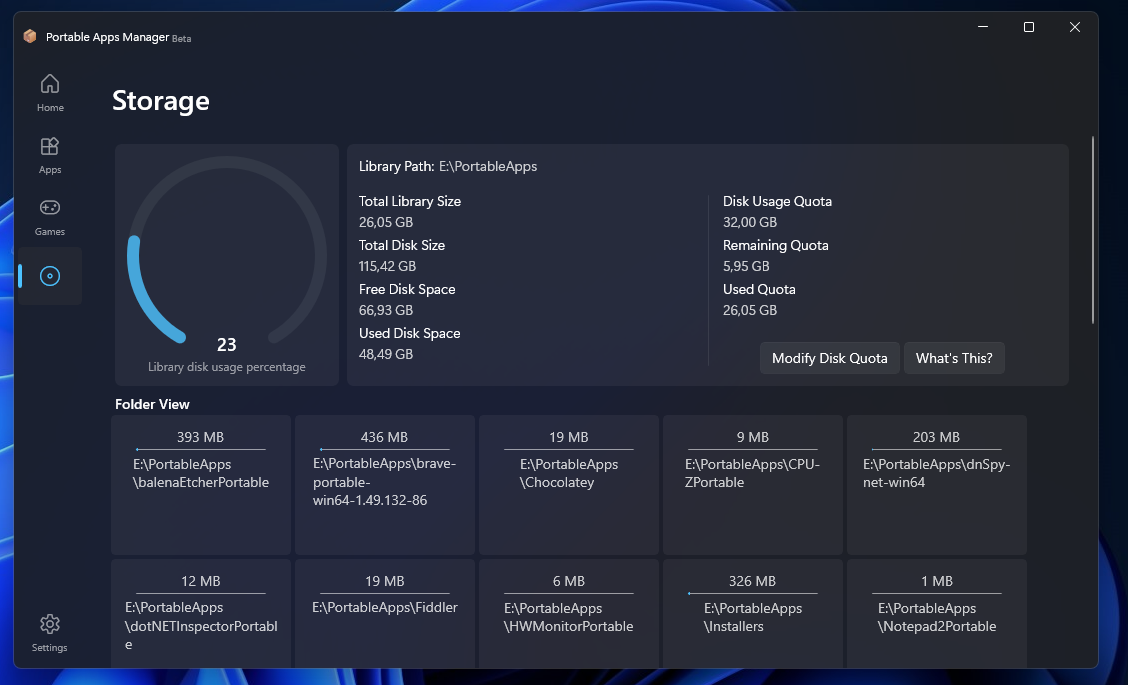 Portable Apps Manager Beta
Home
Apps
Games
Settings
Storage
23
Library disk usage percentage
Library Path: E:\PortableApps
Total Library Size
26,05 GB
Total Disk Size
115,42 GB
Free Disk Space
66,93 GB
Used Disk Space
48,49 GB
Disk Usage Quota
32,00 GB
Remaining Quota
5,95 GB
Used Quota
26,05 GB
Modify Disk Quota
What's This?
Folder View
393 MB
E:\PortableApps
\balenaEtcherPortable
436 MB
E:\PortableApps\brave-
portable-
win64-1.49.132-86
19 MB
E:\PortableApps
\Chocolatey
9 MB
E:\PortableApps\CPU-
ZPortable
203 MB
E:\PortableApps\dnSpy-
net-win64
12 MB
E:\PortableApps
\dotNETInspectorPortabl
e
19 MB
E:\PortableApps\Fiddler
6 MB
E:\PortableApps
\HWMonitorPortable
326 MB
E:\PortableApps
\Installers
1 MB
E:\PortableApps
\Notepad2Portable